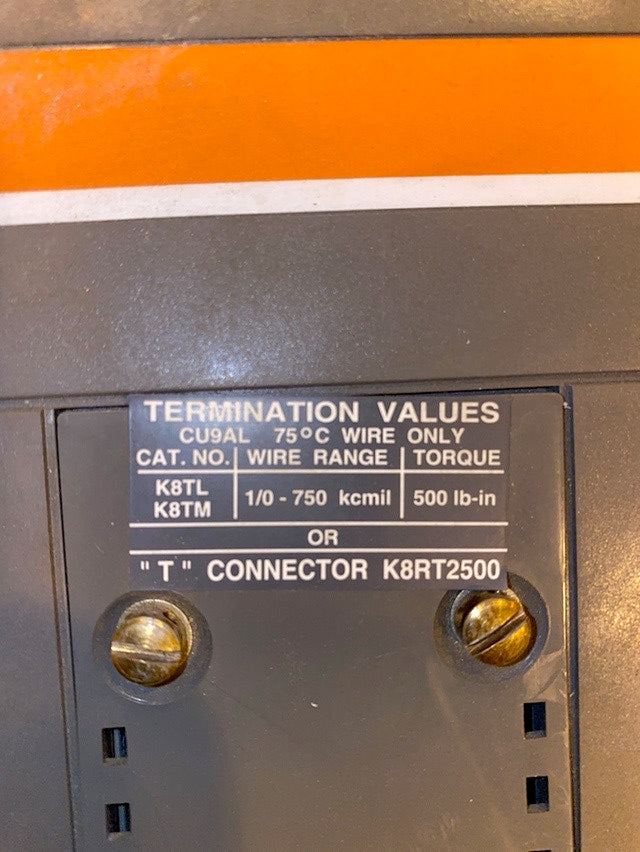 TERMINATION VALUES
CU9AL 75°C WIRE ONLY
CAT. NO. WIRE RANGE TORQUE
K8TL
K8TM 1/0 - 750 kcmil 500 lb-in
OR
"T" CONNECTOR K8RT2500